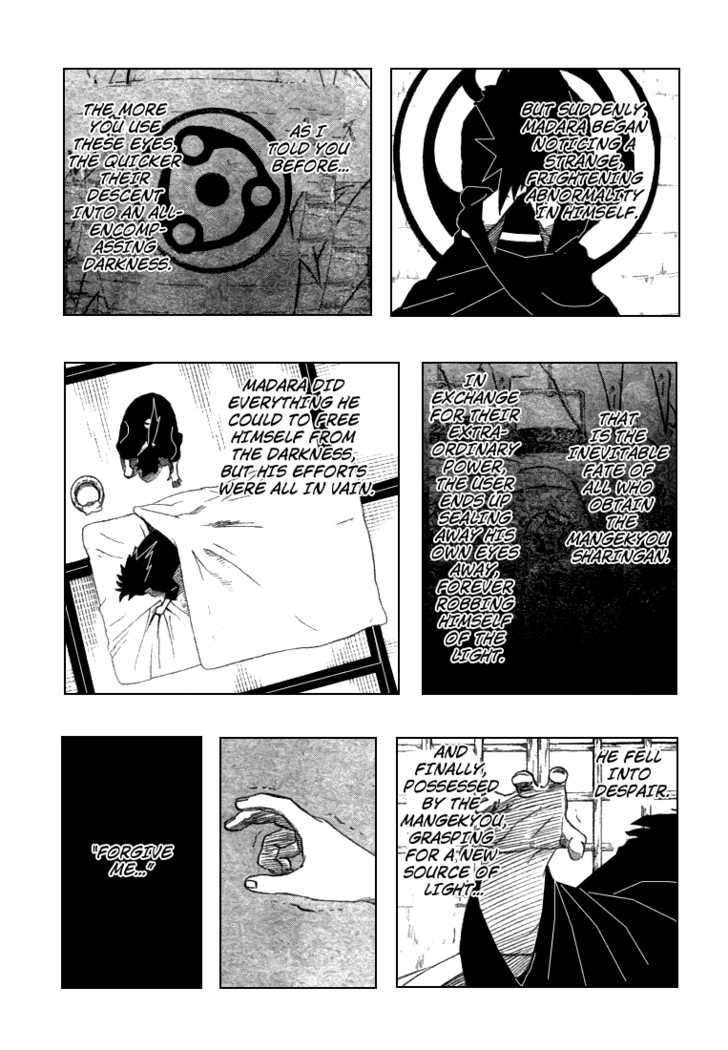 BUT SUDDENLY,
MADARA BEGAN
NOTICING A
STRANGE,
FRIGHTENING
ABNORMALITY
IN HIMSELF.
AS I
TOLD YOU
BEFORE...
THE MORE
YOU USE
THESE EYES,
THE QUICKER
THEIR
DESCENT
INTO AN ALL-
ENCOMP-
ASSING
DARKNESS.
THAT
IS THE
INEVITABLE
FATE OF
ALL WHO
OBTAIN
THE
MANGEKYOU
SHARINGAN.
IN
EXCHANGE
FOR THEIR
EXTRA-
ORDINARY
POWER,
THE USER
ENDS UP
SEALING
AWAY HIS
OWN EYES
AWAY,
FOREVER
ROBBING
HIMSELF
OF THE
LIGHT.
MADARA DID
EVERYTHING HE
COULD TO FREE
HIMSELF FROM
THE DARKNESS,
BUT HIS EFFORTS
WERE ALL IN VAIN.
HE FELL
INTO
DESPAIR.
AND
FINALLY,
POSSESSED
BY THE
MANGEKYOU,
GRASPING
FOR A NEW
SOURCE OF
LIGHT...
"FORGIVE
ME..."